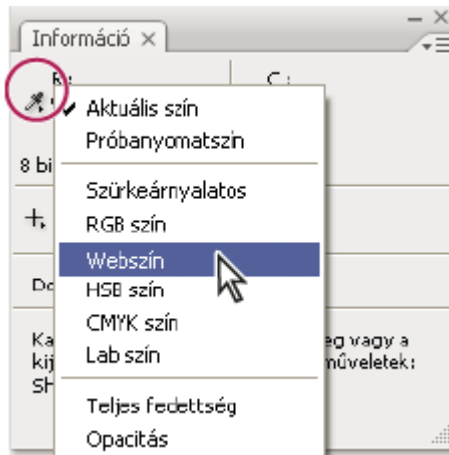 Információ
R:
C:
Aktuális szín
Próbanyomatszín
8 bi
Szürkeárnyalatos
RGB szín
Webszín
HSB szín
Do
CMYK szín
Lab szín
Ka
eg vagy a
kij
műveletek:
Sh
Teljes fedettség
Opacitás